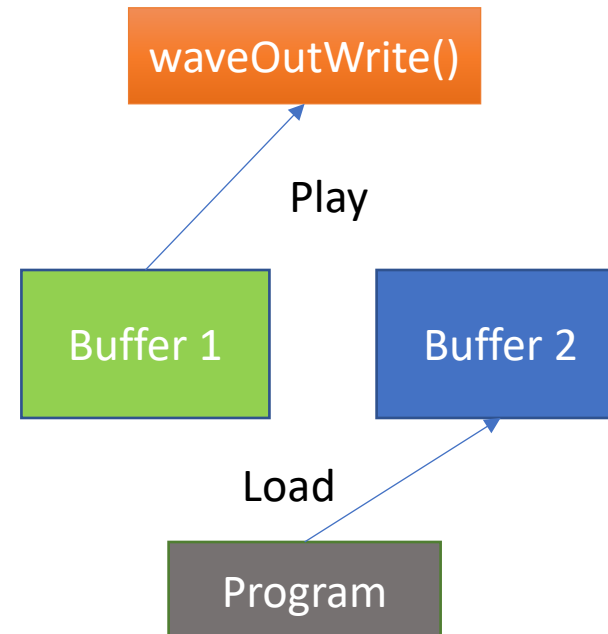 waveOutWrite()
Play
Buffer 1
Buffer 2
Load
Program